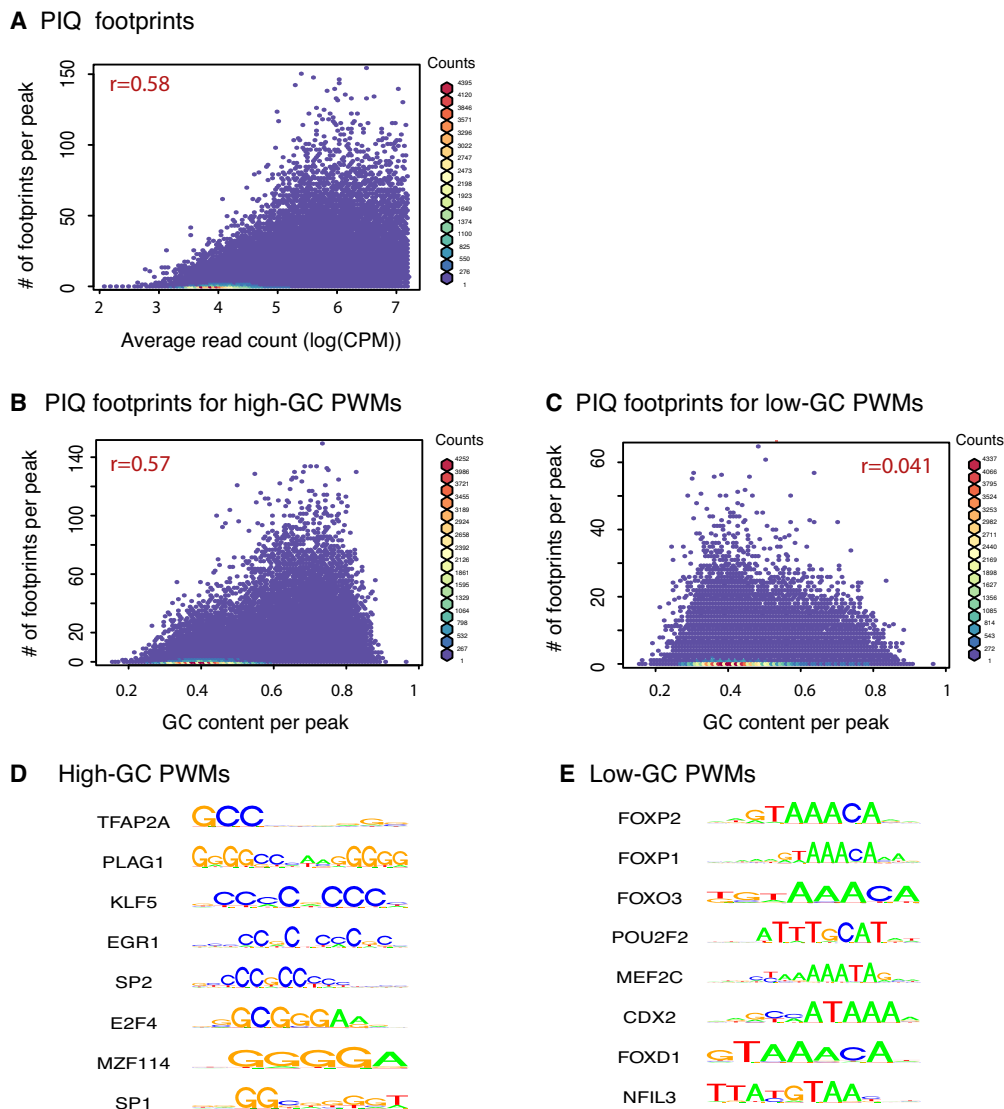 A PIQ footprints
Counts
r=0.58
# of footprints per peak
150
100
50
0
2 3 4 5 6 7
Average read count (log(CPM))
4395
4120
3846
3571
3296
3022
2747
2473
2198
1923
1649
1374
1100
825
550
276
1
B PIQ footprints for high-GC PWMs
Counts
r=0.57
# of footprints per peak
140
100
60
20
0
0.2 0.4 0.6 0.8 1
GC content per peak
4252
3986
3721
3455
3189
2924
2658
2392
2126
1861
1595
1329
1064
798
532
267
1
C PIQ footprints for low-GC PWMs
Counts
r=0.041
# of footprints per peak
60
40
20
0
0.2 0.4 0.6 0.8 1
GC content per peak
4337
4066
3795
3524
3253
2982
2711
2440
2169
1898
1627
1356
1085
814
543
272
1
D High-GC PWMs
TFAP2A
GCC
PLAG1
KLF5
EGR1
SP2
E2F4
MZF114
GGGGA
SP1
E Low-GC PWMs
FOXP2
GTAAACA
FOXP1
GTAAACA
FOXO3
TGTAAACA
POU2F2
ATTTGCAT
MEF2C
CDX2
FOXD1
GTAAACA
NFIL3